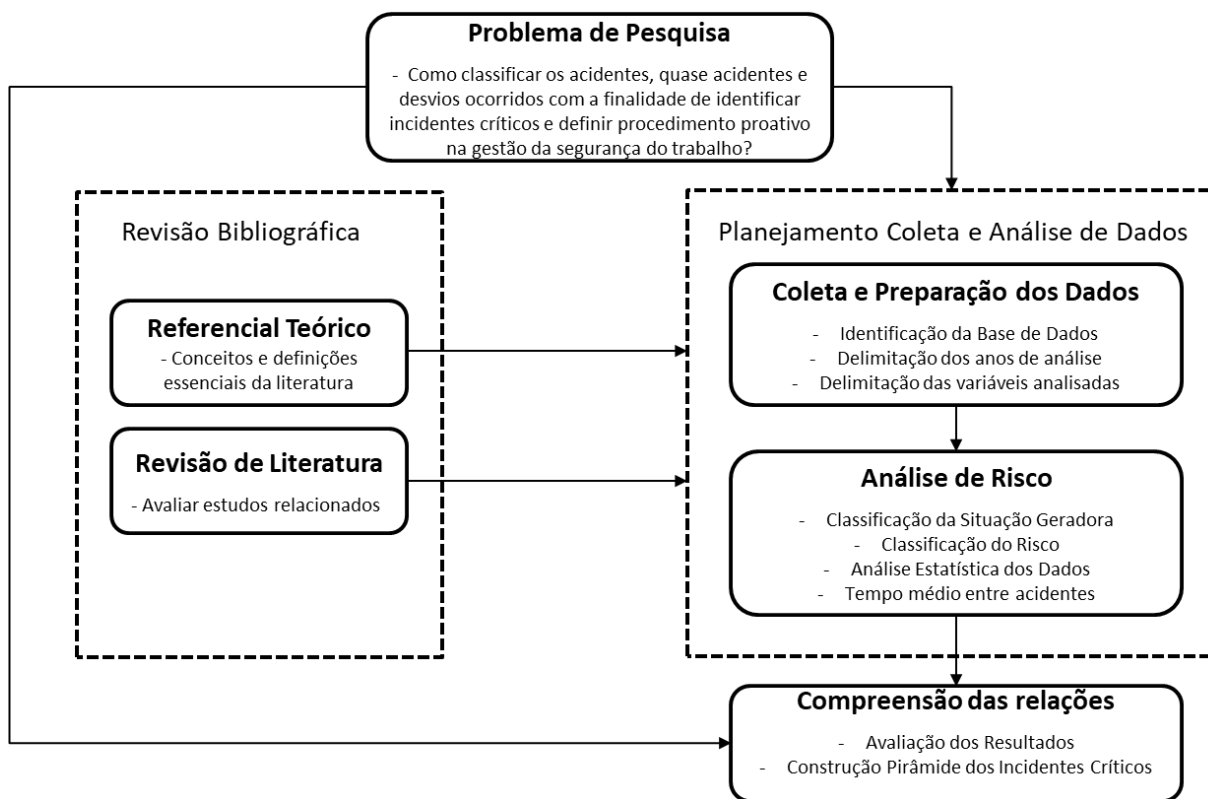 Problema de Pesquisa
- Como classificar os acidentes, quase acidentes e
desvios ocorridos com a finalidade de identificar
incidentes críticos e definir procedimento proativo
na gestão da segurança do trabalho?
Revisão Bibliográfica
Referencial Teórico
- Conceitos e definições
essenciais da literatura
Revisão de Literatura
- Avaliar estudos relacionados
Planejamento Coleta e Análise de Dados
Coleta e Preparação dos Dados
- Identificação da Base de Dados
- Delimitação dos anos de análise
- Delimitação das variáveis analisadas
Análise de Risco
- Classificação da Situação Geradora
- Classificação do Risco
- Análise Estatística dos Dados
- Tempo médio entre acidentes
Compreensão das relações
- Avaliação dos Resultados
- Construção Pirâmide dos Incidentes Críticos